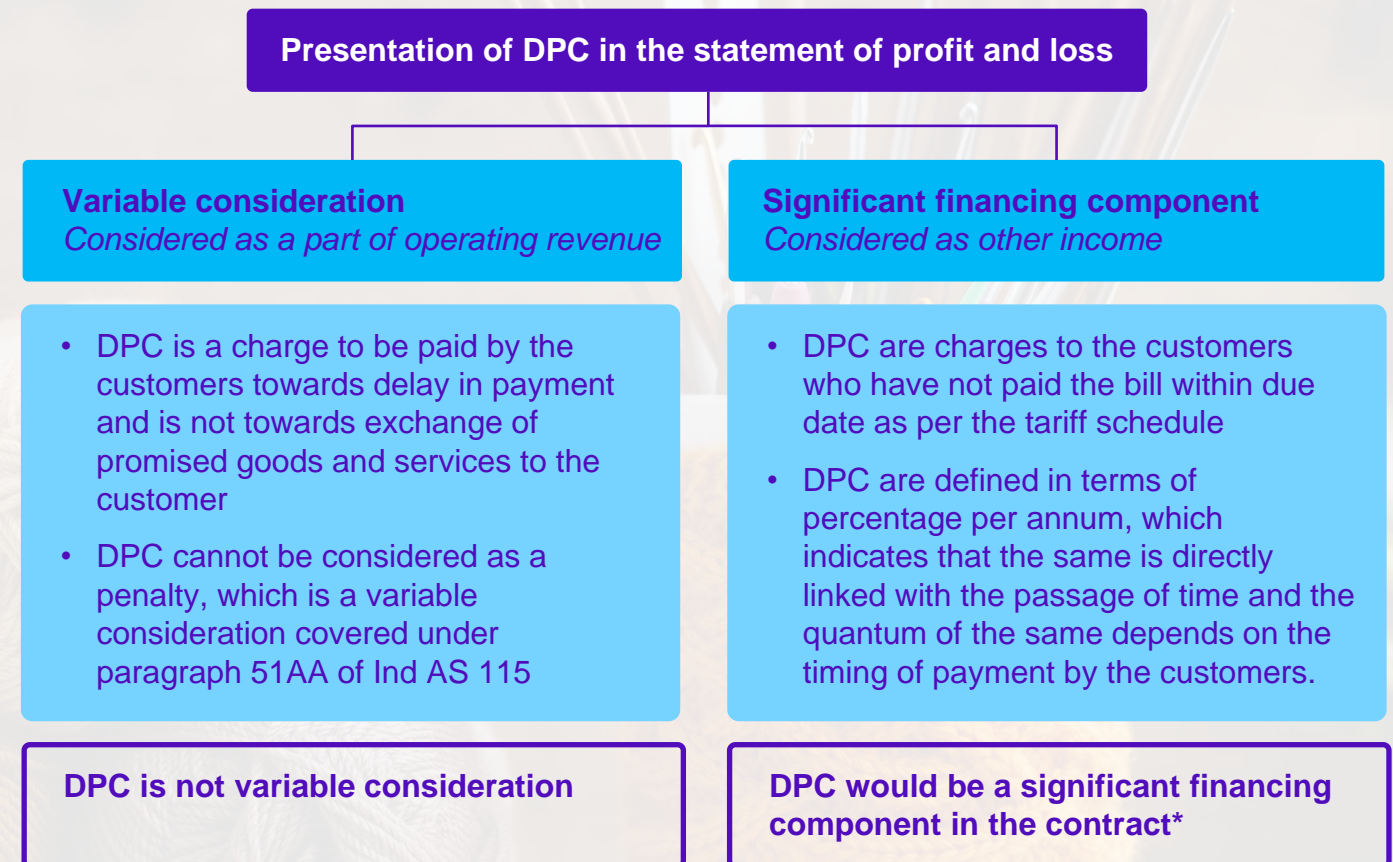 Presentation of DPC in the statement of profit and loss
Variable consideration
Considered as a part of operating revenue
• DPC is a charge to be paid by the
customers towards delay in payment
and is not towards exchange of
promised goods and services to the
customer
• DPC cannot be considered as a
penalty, which is a variable
consideration covered under
paragraph 51AA of Ind AS 115
DPC is not variable consideration
Significant financing component
Considered as other income
• DPC are charges to the customers
who have not paid the bill within due
date as per the tariff schedule
• DPC are defined in terms of
percentage per annum, which
indicates that the same is directly
linked with the passage of time and the
quantum of the same depends on the
timing of payment by the customers.
DPC would be a significant financing
component in the contract*